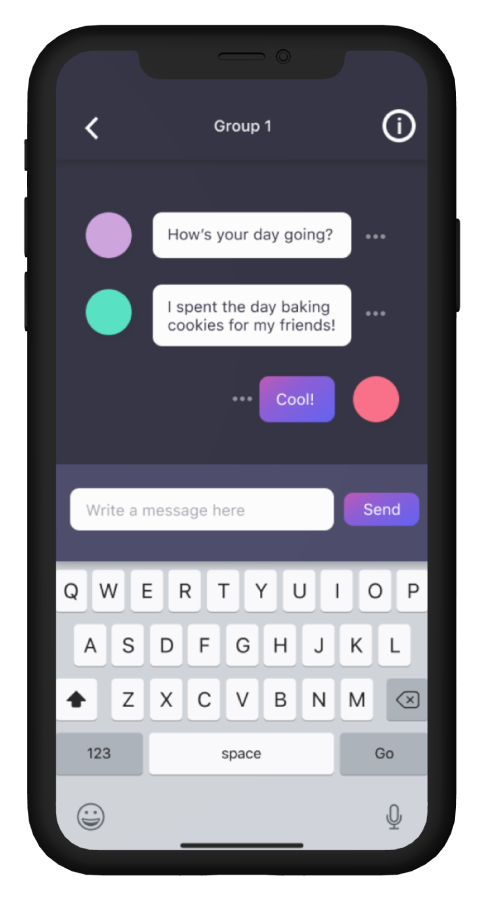 Group 1
How's your day going?
I spent the day baking
cookies for my friends!
Cool!
Write a message here
Send
Q W E R T Y U I O P
A S D F G H J K L
Z X C V B N M
123 space Go